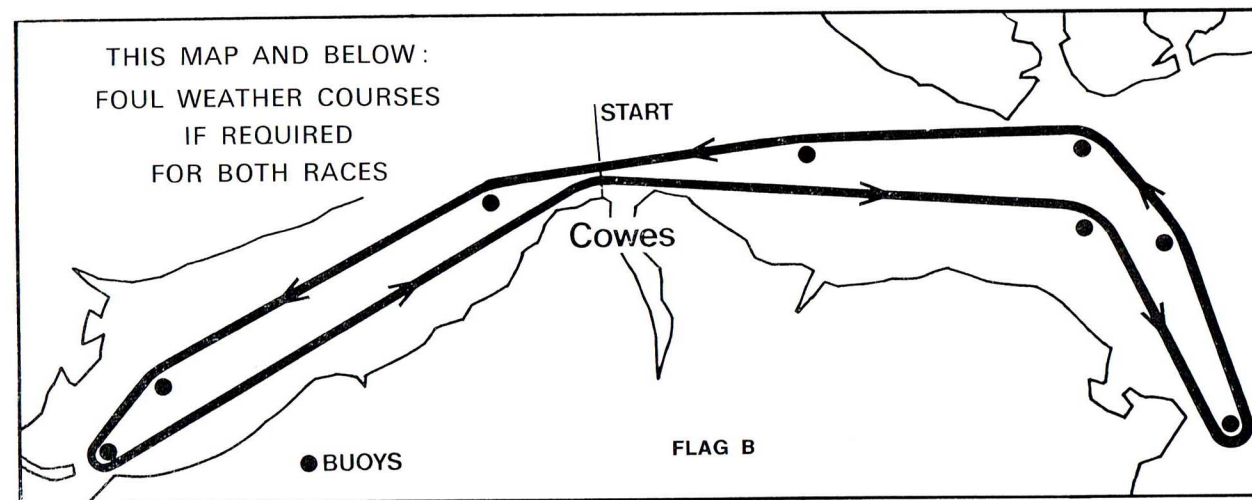 THIS MAP AND BELOW:
FOUL WEATHER COURSES
IF REQUIRED
FOR BOTH RACES
START
Cowes
BUOYS
FLAG B